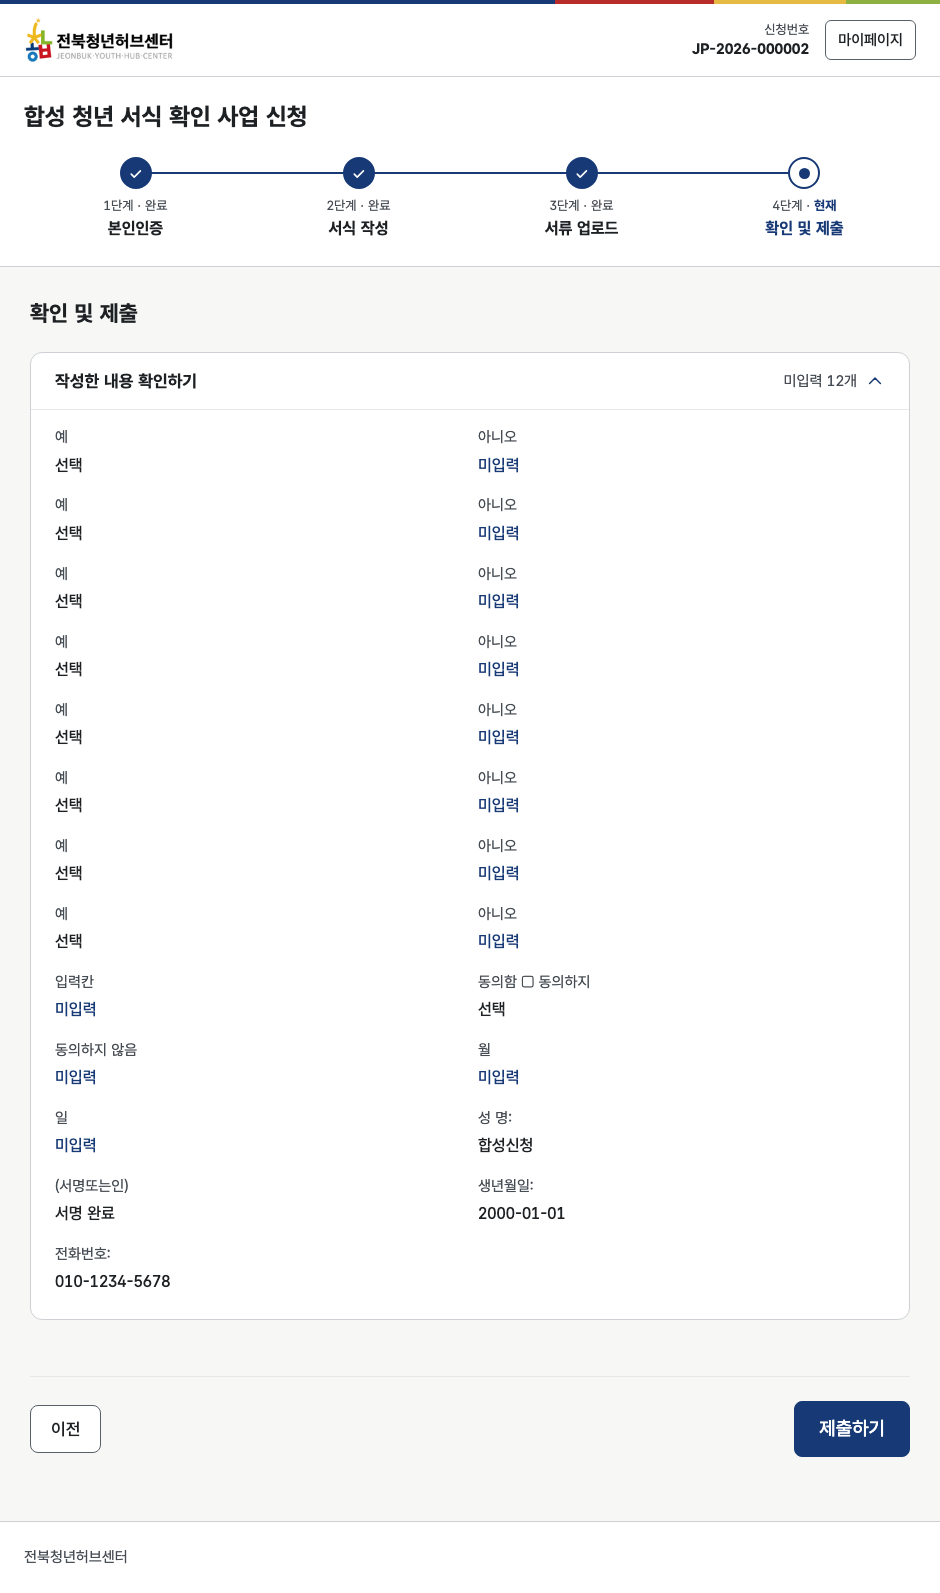 전북청년허브센터
JEONBUK·YOUTH·HUB·CENTER
신청번호
JP-2026-000002
마이페이지
합성 청년 서식 확인 사업 신청
1단계 · 완료
본인인증
2단계 · 완료
서식 작성
3단계 · 완료
서류 업로드
4단계 · 현재
확인 및 제출
확인 및 제출
작성한 내용 확인하기
미입력 12개
예
선택
아니오
미입력
예
선택
아니오
미입력
예
선택
아니오
미입력
예
선택
아니오
미입력
예
선택
아니오
미입력
예
선택
아니오
미입력
예
선택
아니오
미입력
예
선택
아니오
미입력
입력칸
미입력
동의함 ▢ 동의하지
선택
동의하지 않음
미입력
월
미입력
일
미입력
성 명:
합성신청
(서명또는인)
서명 완료
생년월일:
2000-01-01
전화번호:
010-1234-5678
이전
제출하기
전북청년허브센터